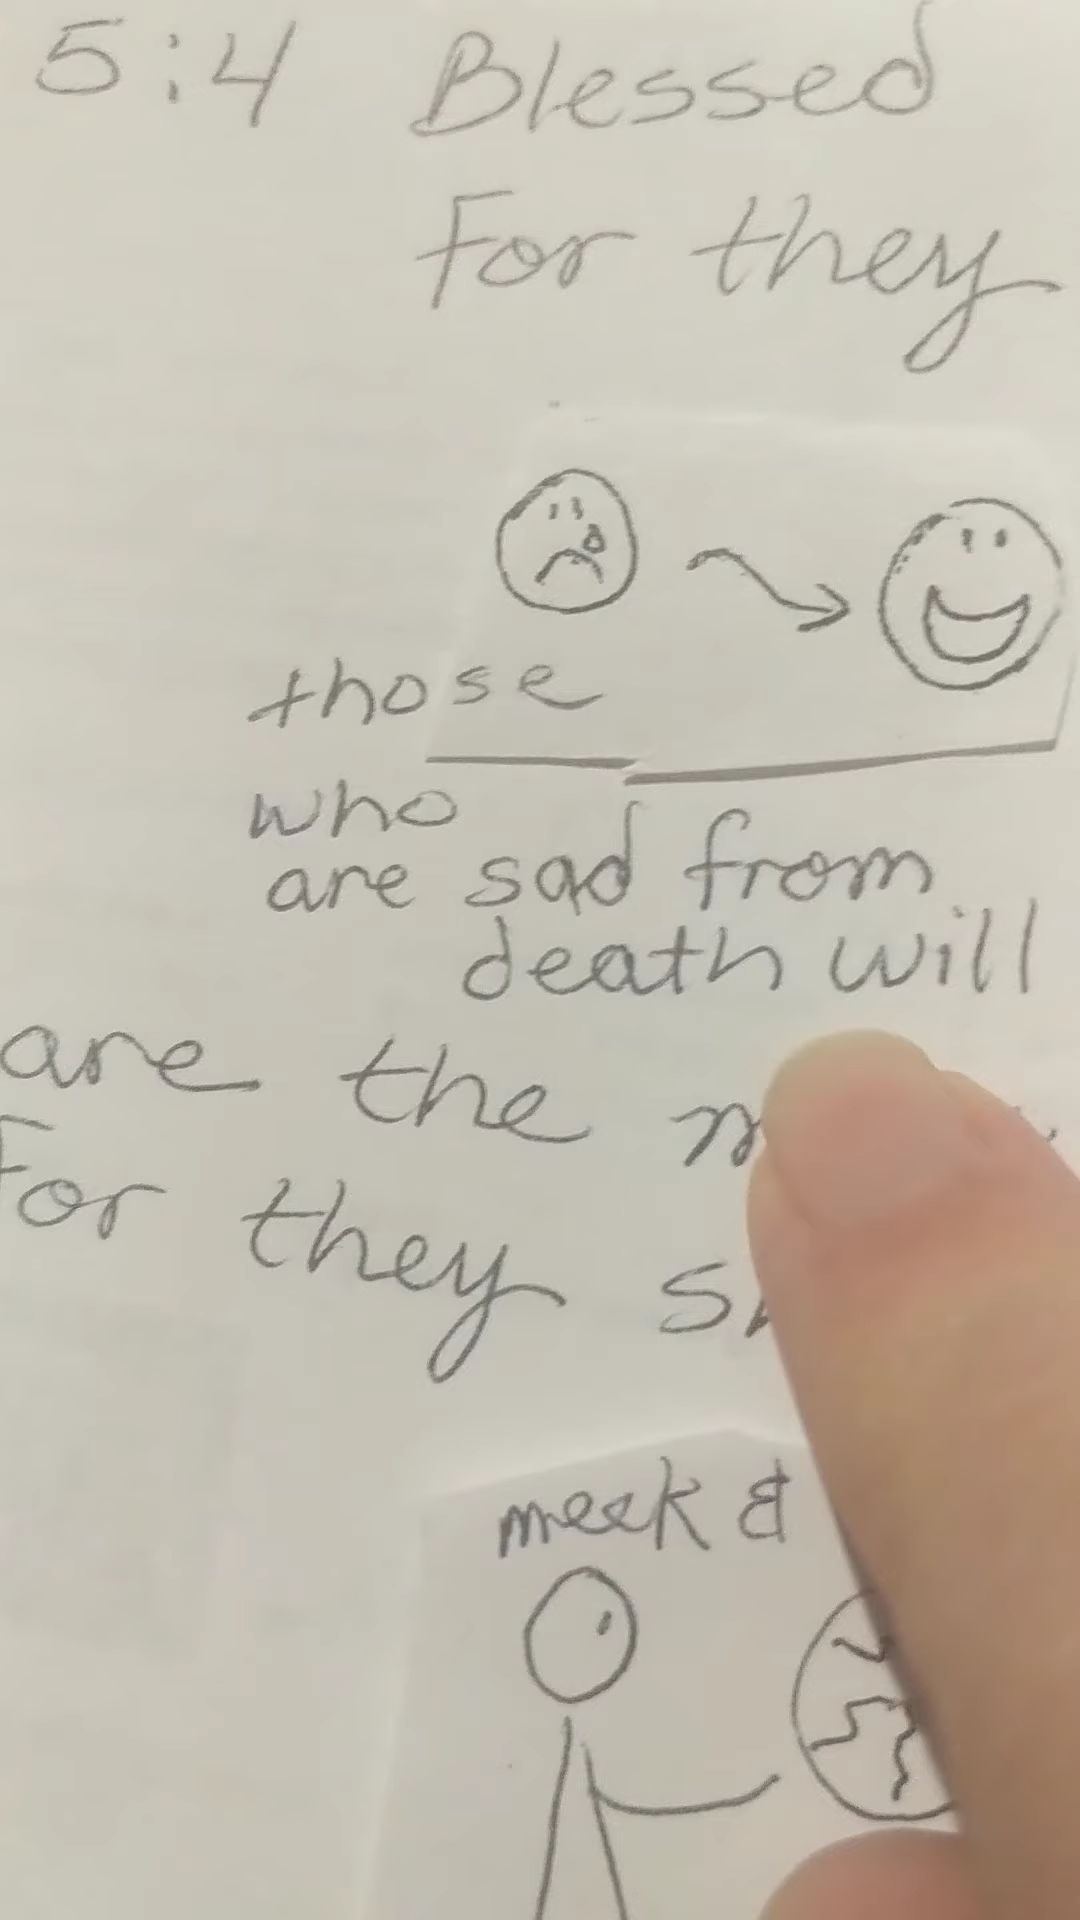 5:4 Blessed
For they
those
who
are sad from
death will
are the
For they
meek &